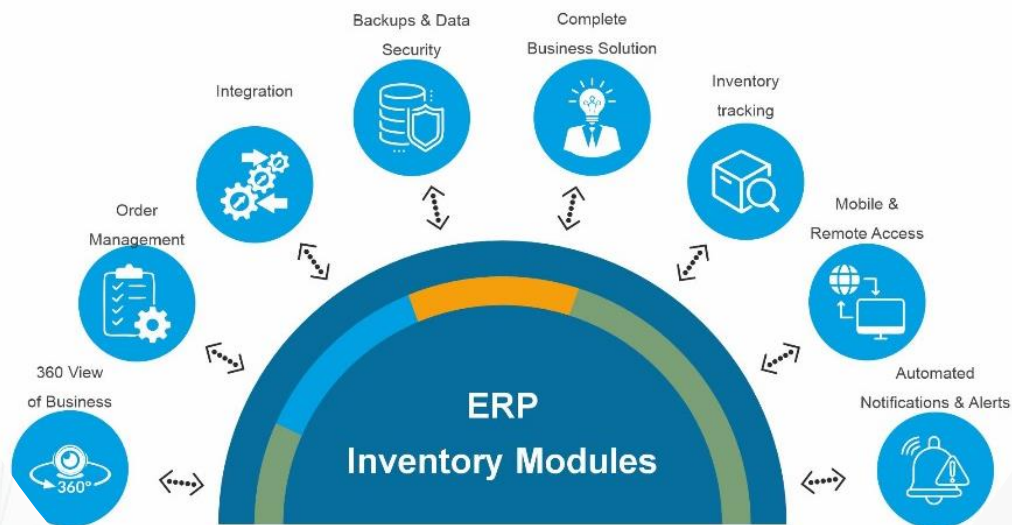 Backups & Data
Security
Complete
Business Solution
Integration
Inventory
tracking
Order
Management
Mobile &
Remote Access
360 View
of Business
Automated
Notifications & Alerts
360°
ERP
Inventory Modules